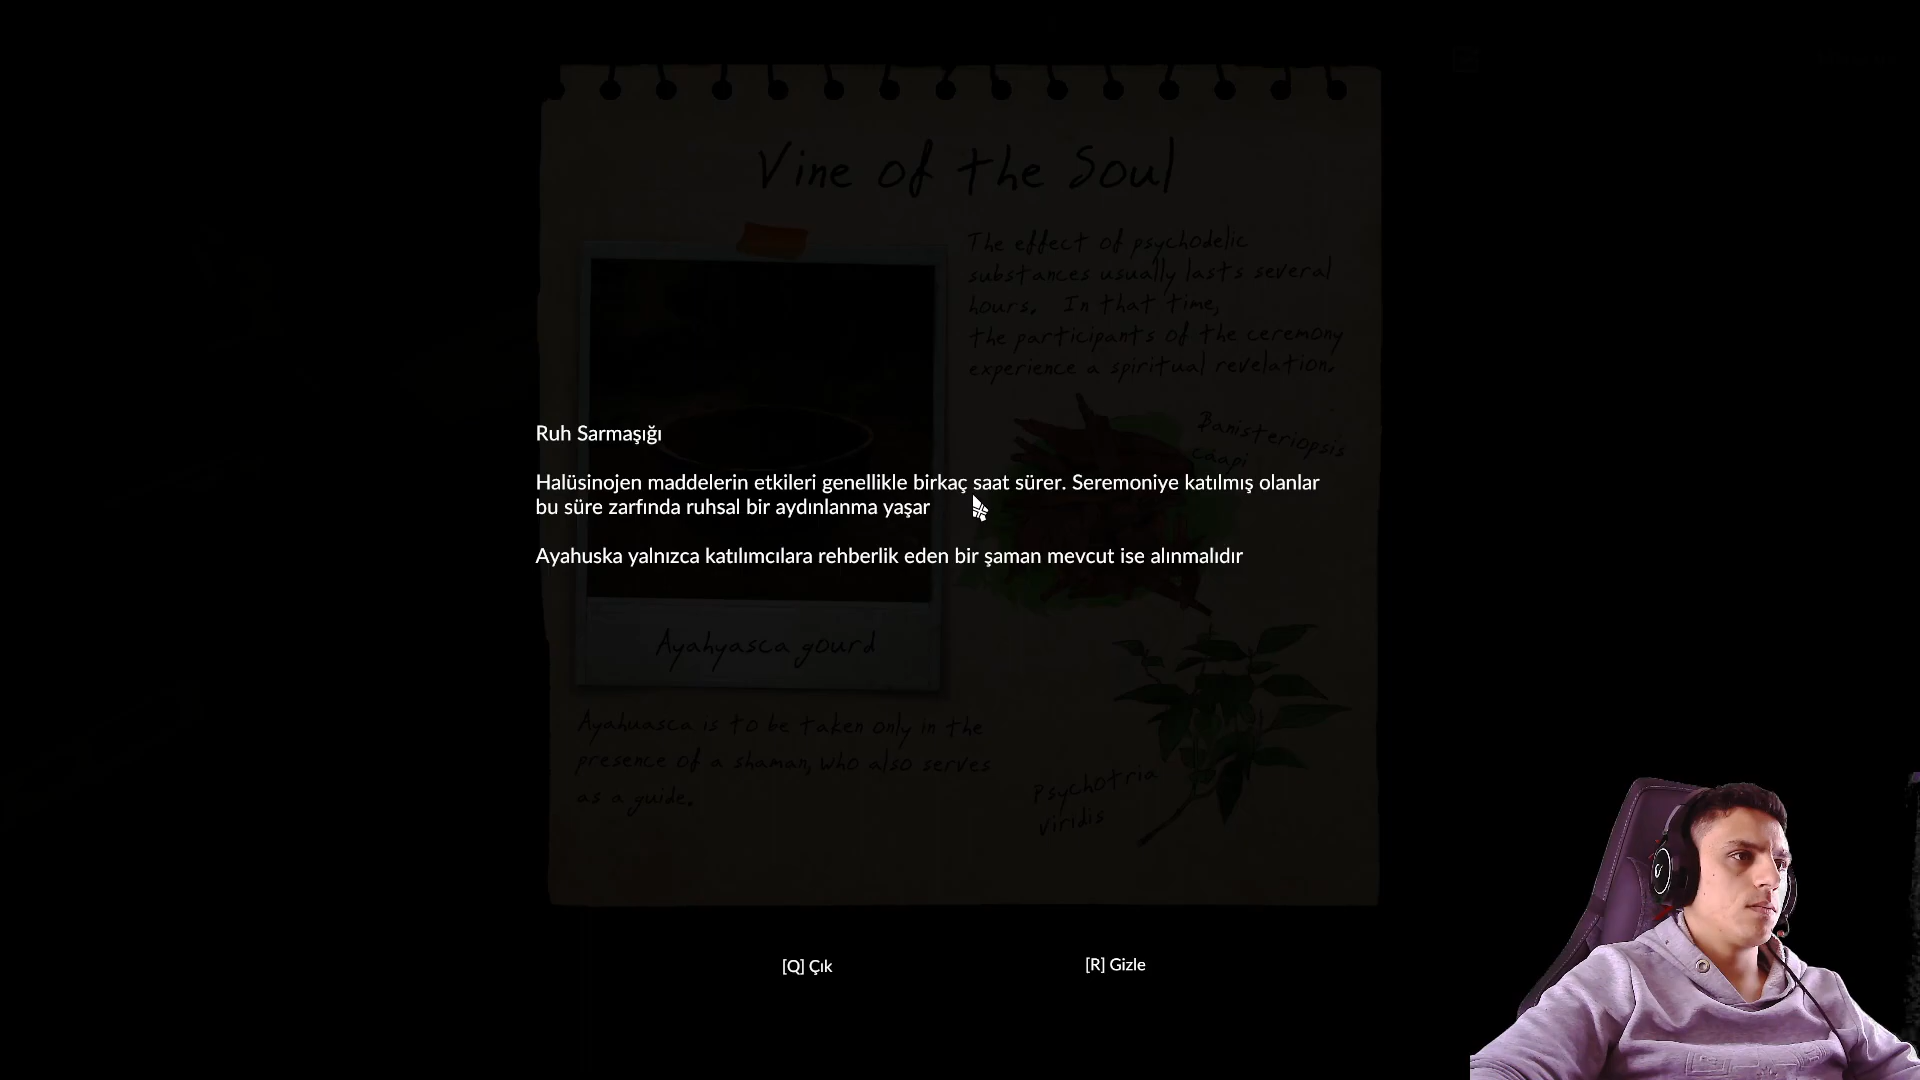 Vine of the Soul
The effect of psychodelic
substances usually lasts several
hours. In that time,
the participants of the ceremony
experience a spiritual revelation.
Banisteriopsis
Caapi
Ruh Sarmaşığı
Halüsinojen maddelerin etkileri genellikle birkaç saat sürer. Seremoniye katılmış olanlar
bu süre zarfında ruhsal bir aydınlanma yaşar
Ayahuska yalnızca katılımcılara rehberlik eden bir şaman mevcut ise alınmalıdır
Ayahyasca gourd
Ayahuasca is to be taken only in the
presence of a shaman, who also serves
as a guide.
Psychotria
viridis
[Q] Çık
[R] Gizle